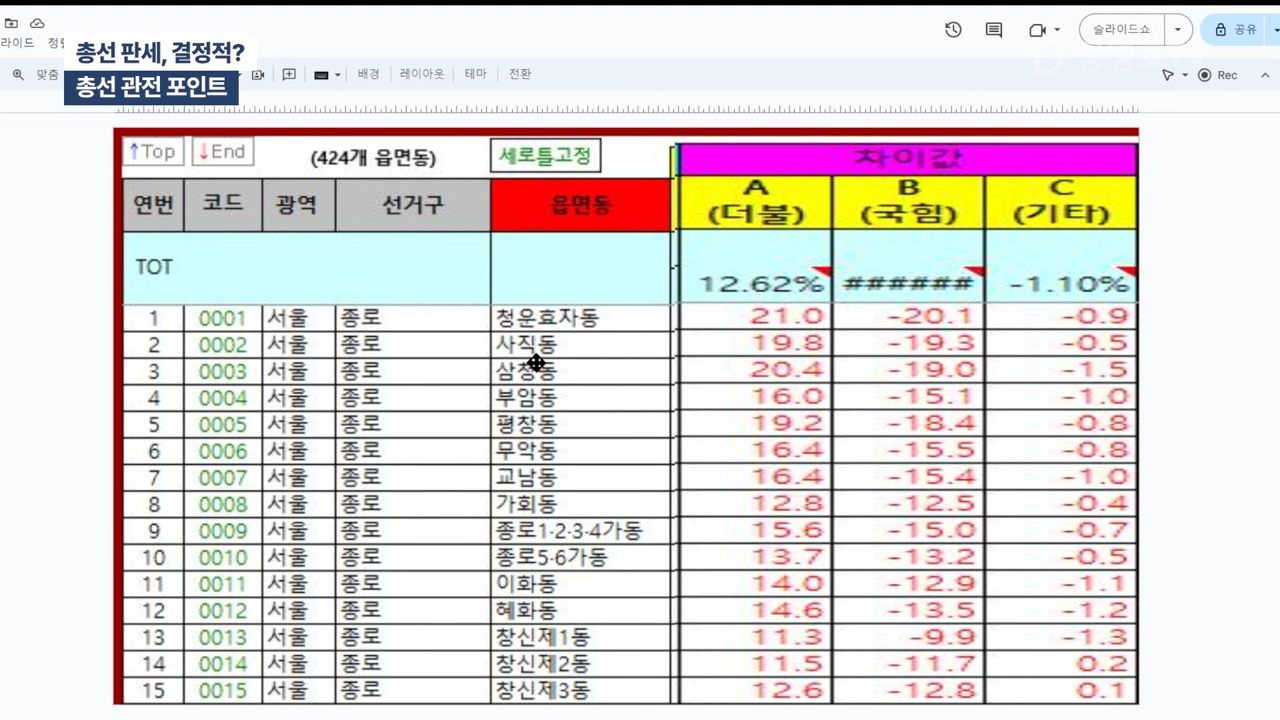 라이드
총선 판세, 결정적?
총선 관전 포인트
맞춤
배경
레이아웃
테마
전환
슬라이드쇼
공유
Rec
↑Top ↓End (424개 읍면동) 세로틀고정 차이값
연번 코드 광역 선거구 읍면동 A (더불) B (국힘) C (기타)
TOT 12.62% ###### -1.10%
1 0001 서울 종로 청운효자동 21.0 -20.1 -0.9
2 0002 서울 종로 사직동 19.8 -19.3 -0.5
3 0003 서울 종로 삼청동 20.4 -19.0 -1.5
4 0004 서울 종로 부암동 16.0 -15.1 -1.0
5 0005 서울 종로 평창동 19.2 -18.4 -0.8
6 0006 서울 종로 무악동 16.4 -15.5 -0.8
7 0007 서울 종로 교남동 16.4 -15.4 -1.0
8 0008 서울 종로 가회동 12.8 -12.5 -0.4
9 0009 서울 종로 종로1·2·3·4가동 15.6 -15.0 -0.7
10 0010 서울 종로 종로5·6가동 13.7 -13.2 -0.5
11 0011 서울 종로 이화동 14.0 -12.9 -1.1
12 0012 서울 종로 혜화동 14.6 -13.5 -1.2
13 0013 서울 종로 창신제1동 11.3 -9.9 -1.3
14 0014 서울 종로 창신제2동 11.5 -11.7 0.2
15 0015 서울 종로 창신제3동 12.6 -12.8 0.1